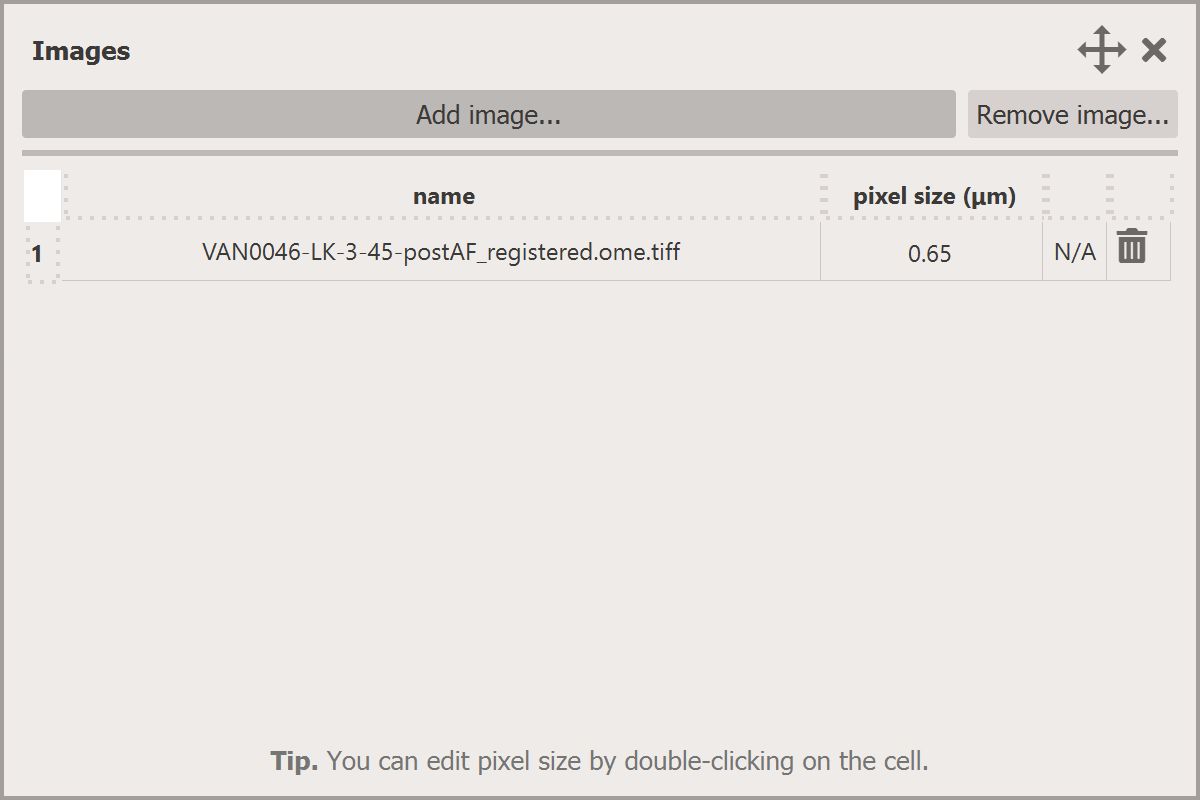 Images
Add image...
Remove image...
name pixel size (µm)
1 VAN0046-LK-3-45-postAF_registered.ome.tiff 0.65 N/A
Tip. You can edit pixel size by double-clicking on the cell.